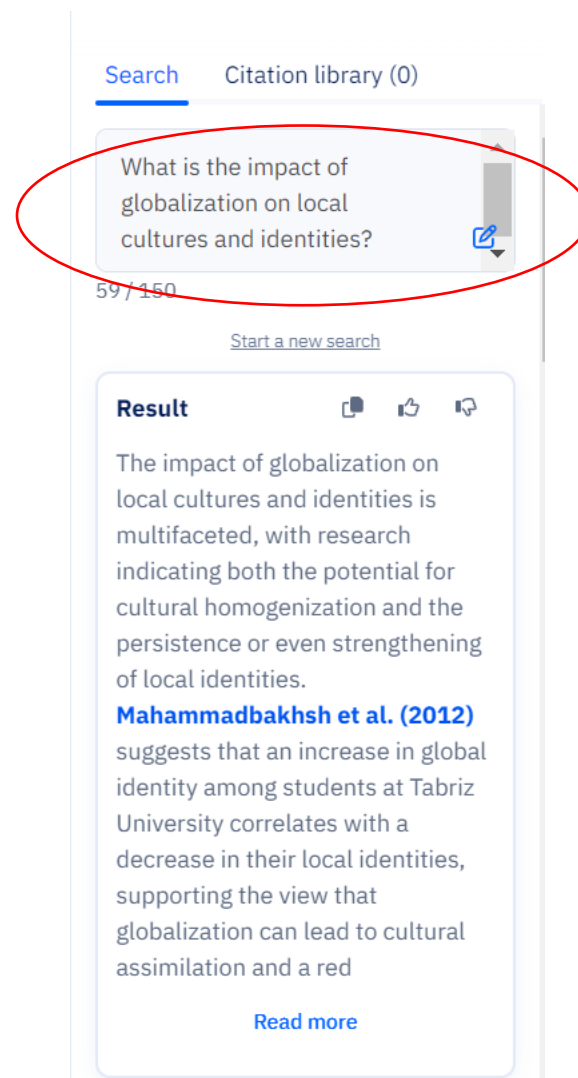 Search Citation library (0)
What is the impact of
globalization on local
cultures and identities?
59 / 150
Start a new search
Result
The impact of globalization on
local cultures and identities is
multifaceted, with research
indicating both the potential for
cultural homogenization and the
persistence or even strengthening
of local identities.
Mahammadbakhsh et al. (2012)
suggests that an increase in global
identity among students at Tabriz
University correlates with a
decrease in their local identities,
supporting the view that
globalization can lead to cultural
assimilation and a red
Read more